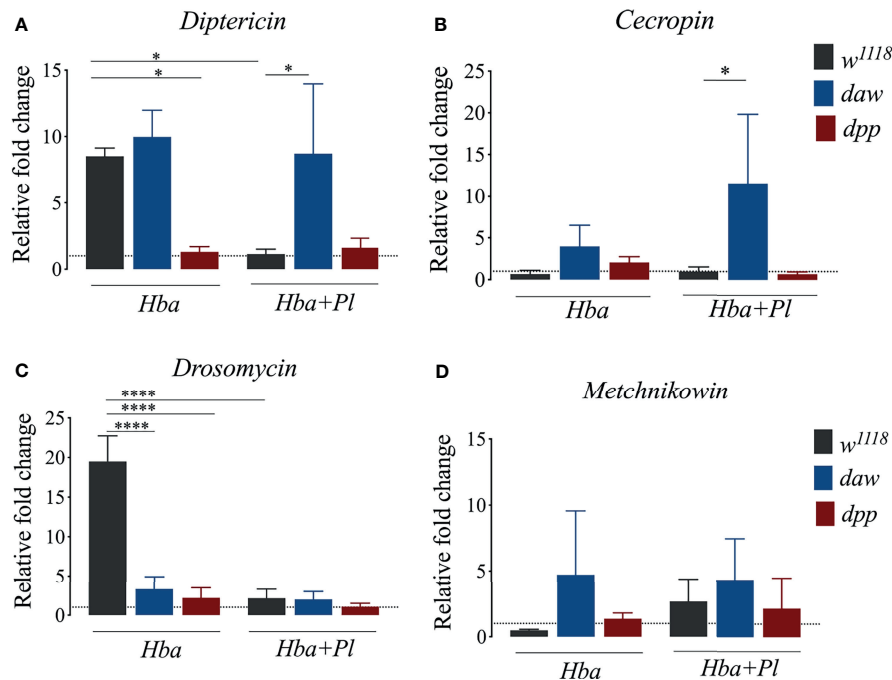 A
Diptericin
Relative fold change
15
10
5
0
*
*
*
Hba
Hba+Pl
B
Cecropin
Relative fold change
25
20
15
10
5
0
*
Hba
Hba+Pl
w1118
daw
dpp
C
Drosomycin
Relative fold change
25
20
15
10
5
0
****
****
****
Hba
Hba+Pl
D
Metchnikowin
Relative fold change
15
10
5
0
Hba
Hba+Pl
w1118
daw
dpp